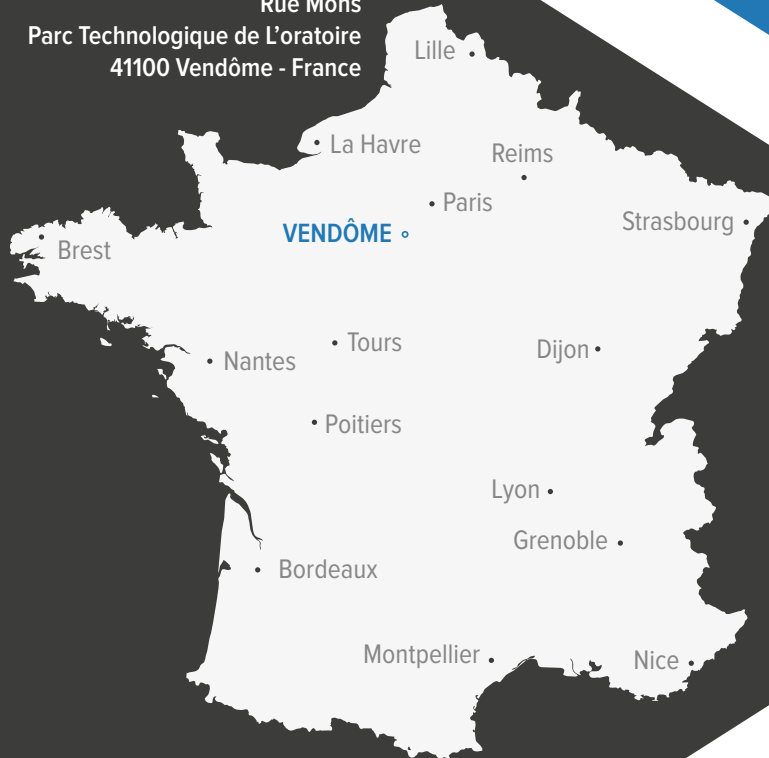 Rue Mons
Parc Technologique de L’oratoire
41100 Vendôme - France
Lille
La Havre
Reims
Paris
Strasbourg
VENDÔME
Brest
Tours
Dijon
Nantes
Poitiers
Lyon
Grenoble
Bordeaux
Montpellier
Nice